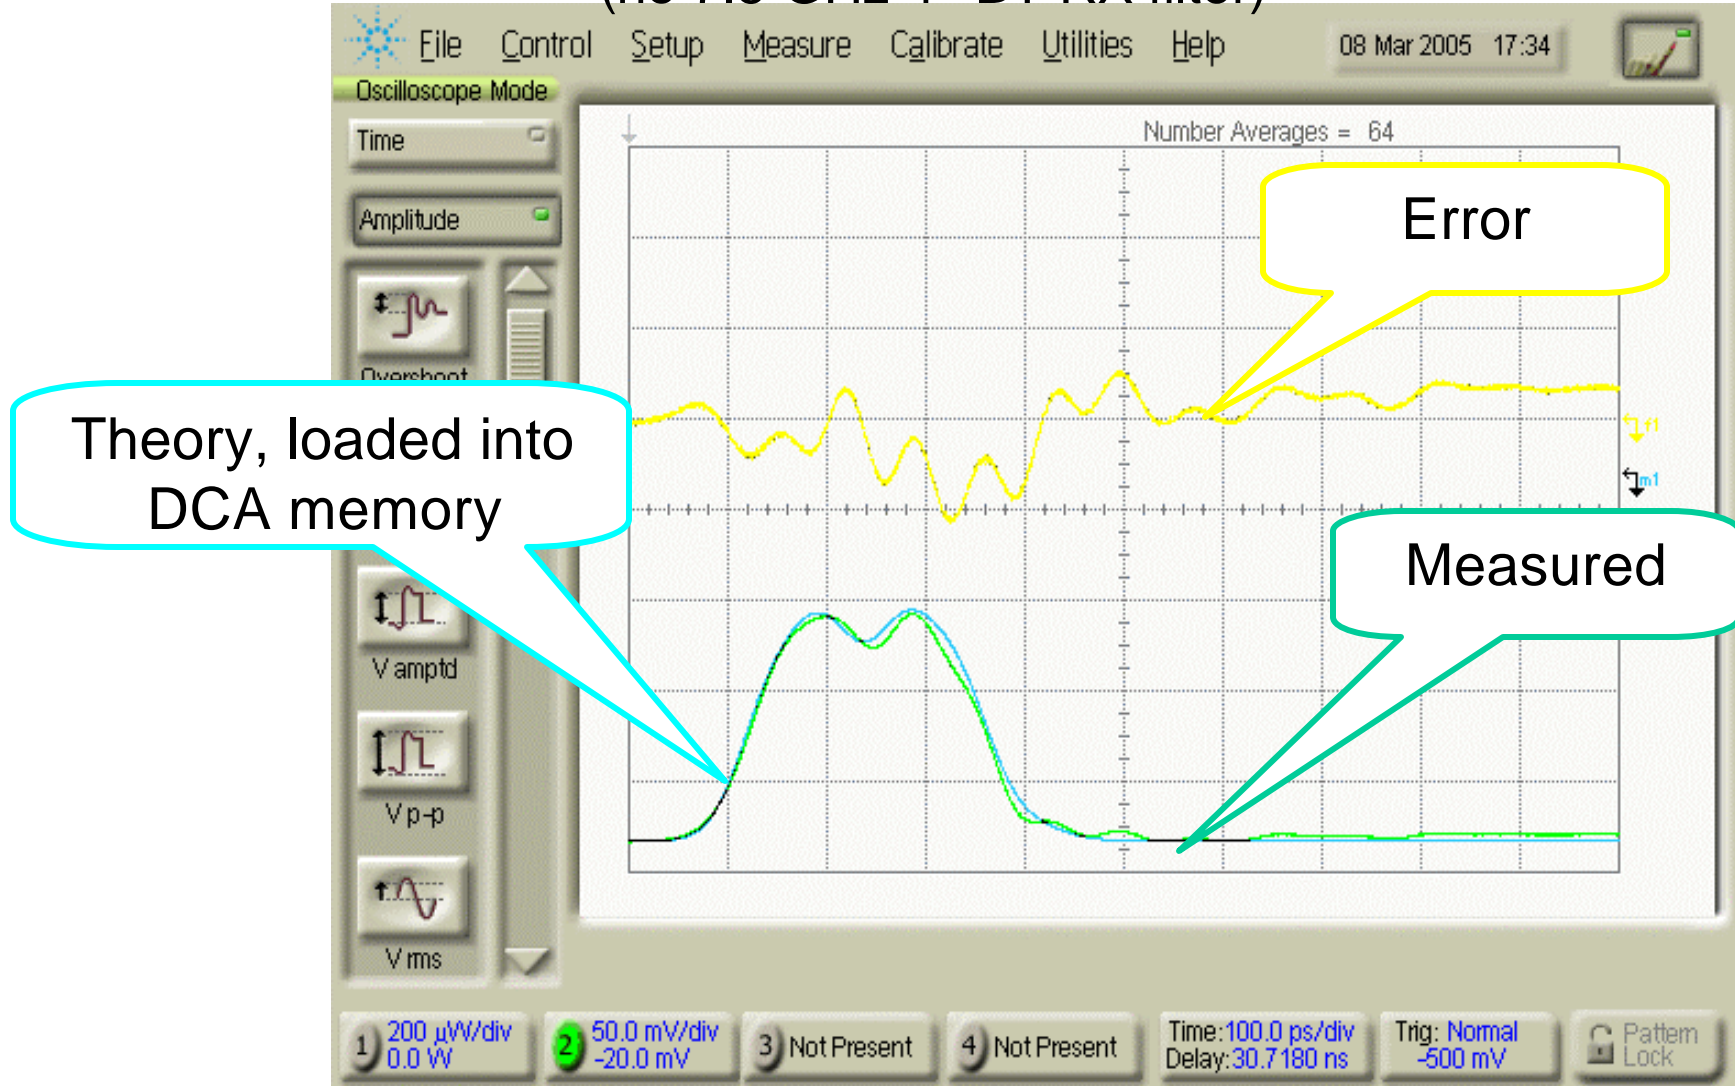 File Control Setup Measure Calibrate Utilities Help 08 Mar 2005 17:34
Oscilloscope Mode
Time
Amplitude
Number Averages = 64
Error
Overshoot
Theory, loaded into
DCA memory
f1
m1
Measured
V amptd
V p-p
V rms
1 200 µW/div
0.0 W
2 50.0 mV/div
-20.0 mV
3 Not Present
4 Not Present
Time:100.0 ps/div
Delay:30.7180 ns
Trig: Normal
-500 mV
Pattern
Lock